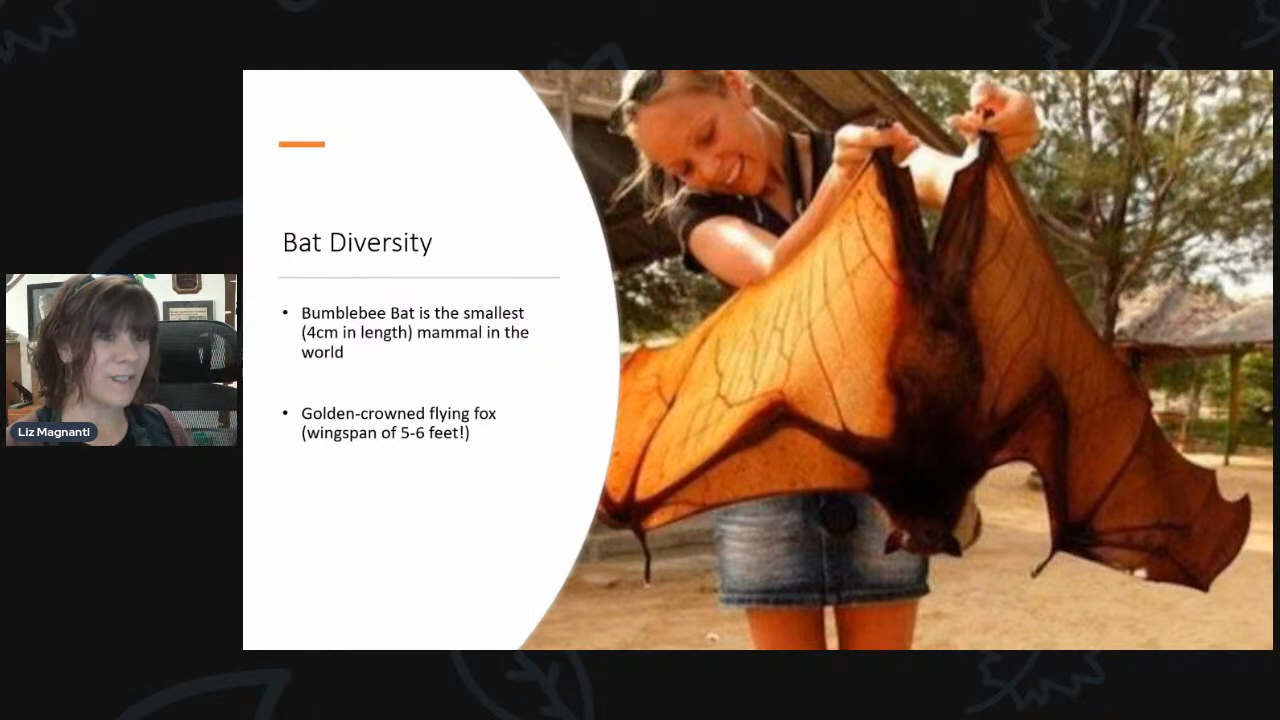 Bat Diversity
• Bumblebee Bat is the smallest
(4cm in length) mammal in the
world
• Golden-crowned flying fox
(wingspan of 5-6 feet!)
Liz Magnanti